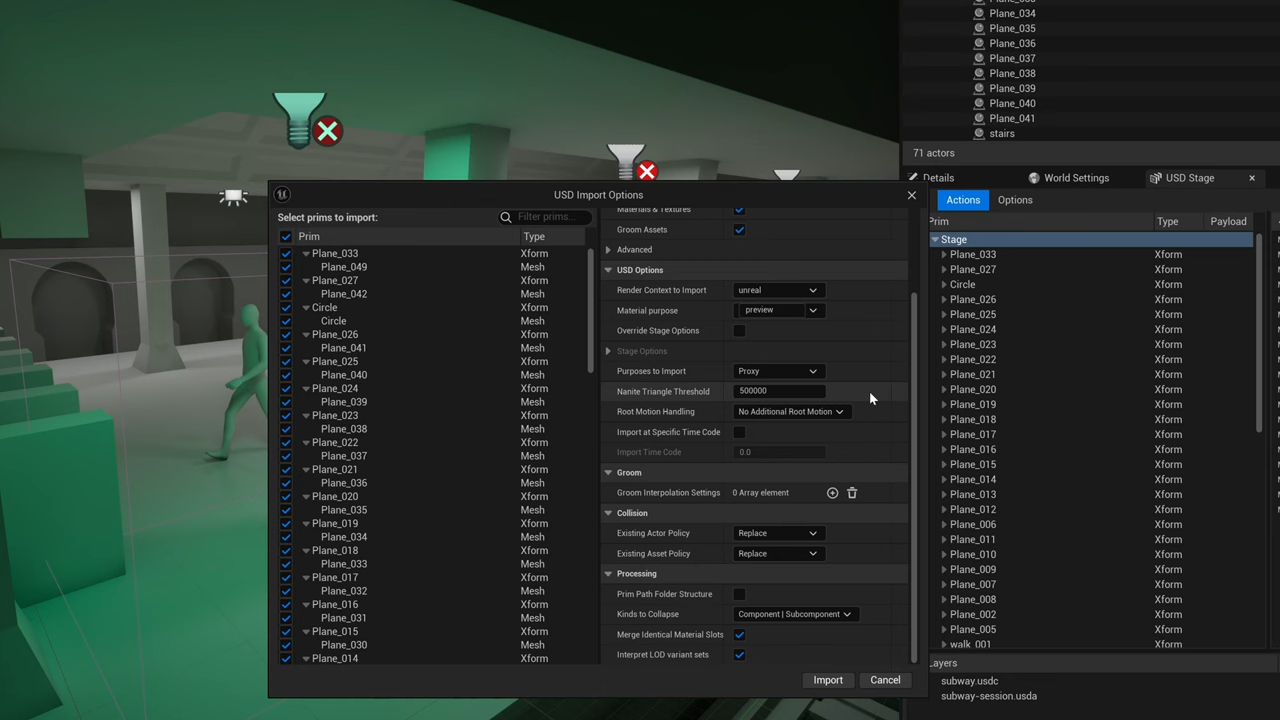 Plane_034
Plane_035
Plane_036
Plane_037
Plane_038
Plane_039
Plane_040
Plane_041
stairs
71 actors
Details
World Settings
USD Stage
Actions
Options
Prim
Type
Payload
Stage
Plane_033 Xform
Plane_027 Xform
Circle Xform
Plane_026 Xform
Plane_025 Xform
Plane_024 Xform
Plane_023 Xform
Plane_022 Xform
Plane_021 Xform
Plane_020 Xform
Plane_019 Xform
Plane_018 Xform
Plane_017 Xform
Plane_016 Xform
Plane_015 Xform
Plane_014 Xform
Plane_013 Xform
Plane_012 Xform
Plane_006 Xform
Plane_011 Xform
Plane_010 Xform
Plane_009 Xform
Plane_007 Xform
Plane_008 Xform
Plane_002 Xform
Plane_005 Xform
walk_001 Xform
Layers
subway.usdc
subway-session.usda
USD Import Options
Select prims to import:
Filter prims...
Prim Type
Plane_033 Xform
Plane_049 Mesh
Plane_027 Xform
Plane_042 Mesh
Circle Xform
Circle Mesh
Plane_026 Xform
Plane_041 Mesh
Plane_025 Xform
Plane_040 Mesh
Plane_024 Xform
Plane_039 Mesh
Plane_023 Xform
Plane_038 Mesh
Plane_022 Xform
Plane_037 Mesh
Plane_021 Xform
Plane_036 Mesh
Plane_020 Xform
Plane_035 Mesh
Plane_019 Xform
Plane_034 Mesh
Plane_018 Xform
Plane_033 Mesh
Plane_017 Xform
Plane_032 Mesh
Plane_016 Xform
Plane_031 Mesh
Plane_015 Xform
Plane_030 Mesh
Plane_014 Xform
Materials & Textures
Groom Assets
Advanced
USD Options
Render Context to Import unreal
Material purpose preview
Override Stage Options
Stage Options
Purposes to Import Proxy
Nanite Triangle Threshold 500000
Root Motion Handling No Additional Root Motion
Import at Specific Time Code
Import Time Code 0.0
Groom
Groom Interpolation Settings 0 Array element
Collision
Existing Actor Policy Replace
Existing Asset Policy Replace
Processing
Prim Path Folder Structure
Kinds to Collapse Component | Subcomponent
Merge Identical Material Slots
Interpret LOD variant sets
Import
Cancel